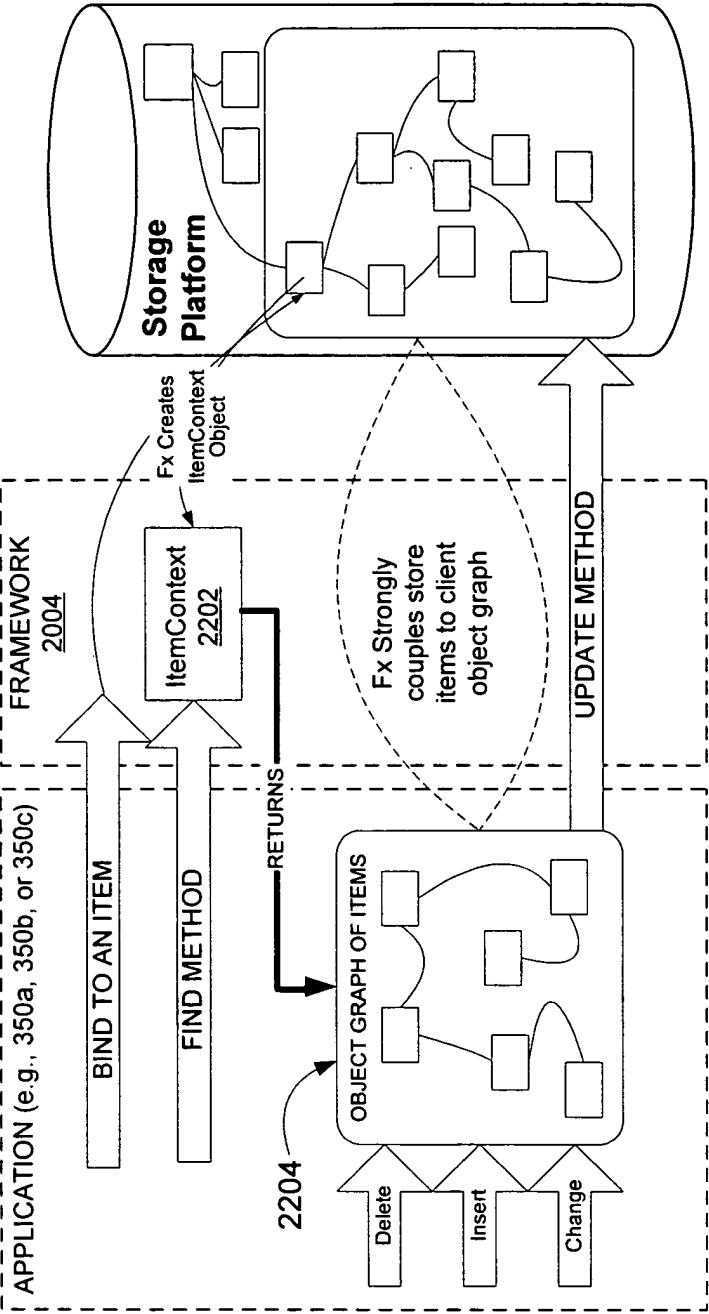 APPLICATION (e.g., 350a, 350b, or 350c)
BIND TO AN ITEM
FIND METHOD
RETURNS
2204
OBJECT GRAPH OF ITEMS
Delete
Insert
Change
FRAMEWORK
2004
ItemContext
2202
Fx Creates
ItemContext
Object
Fx Strongly
couples store
items to client
object graph
UPDATE METHOD
Storage
Platform